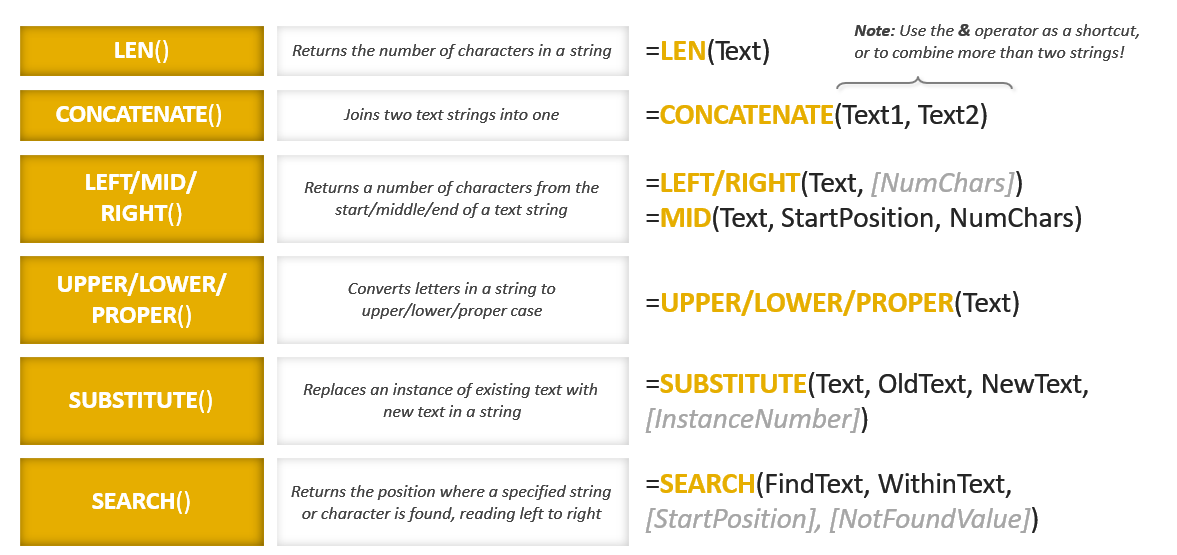 LEN()
Returns the number of characters in a string
=LEN(Text)
Note: Use the & operator as a shortcut,
or to combine more than two strings!
CONCATENATE()
Joins two text strings into one
=CONCATENATE(Text1, Text2)
LEFT/MID/
RIGHT()
Returns a number of characters from the
start/middle/end of a text string
=LEFT/RIGHT(Text, [NumChars])
=MID(Text, StartPosition, NumChars)
UPPER/LOWER/
PROPER()
Converts letters in a string to
upper/lower/proper case
=UPPER/LOWER/PROPER(Text)
SUBSTITUTE()
Replaces an instance of existing text with
new text in a string
=SUBSTITUTE(Text, OldText, NewText,
[InstanceNumber])
SEARCH()
Returns the position where a specified string
or character is found, reading left to right
=SEARCH(FindText, WithinText,
[StartPosition], [NotFoundValue])